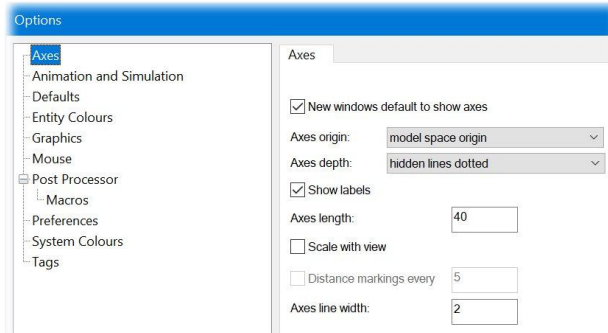 Options
Axes
Animation and Simulation
Defaults
Entity Colours
Graphics
Mouse
Post Processor
Macros
Preferences
System Colours
Tags
Axes
New windows default to show axes
Axes origin: model space origin
Axes depth: hidden lines dotted
Show labels
Axes length: 40
Scale with view
Distance markings every 5
Axes line width: 2